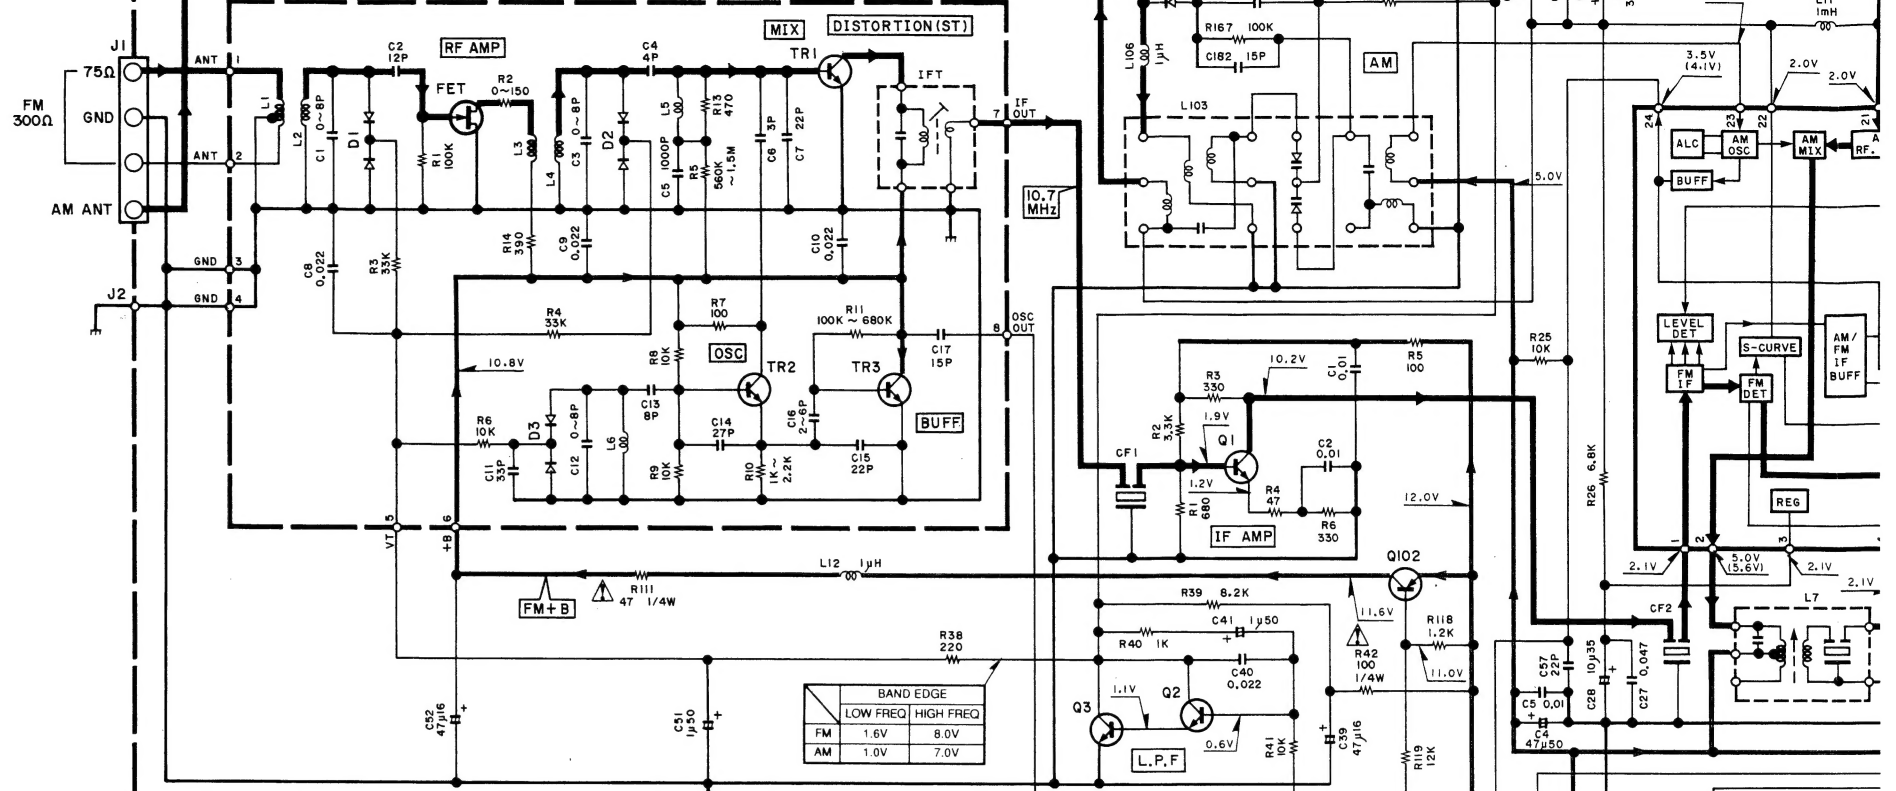 J1
75Ω
FM
300Ω
GND
AM ANT
J2
ANT 1
ANT 2
GND 3
GND 4
L1
L2
C1 0~8P
D1
C2
12P
RF AMP
FET
R1
100K
R2
0~150
L3
L4
C3 0~8P
D2
C4
4P
L5
R13
470
C5 1000P
R5
560K
~1.5M
C6 3P
C7 22P
MIX
TR1
DISTORTION(ST)
IFT
7 IF
OUT
10.7
MHz
C8
0.022
R3
33K
R14
390
C9
0.022
C10
0.022
R4
33K
R7
100
R8
10K
OSC
TR2
R11
100K ~ 680K
TR3
C17
15P
8 OSC
OUT
BUFF
10.8V
R6
10K
C11
33P
D3
C12 0~8P
L6
C13
8P
C14
27P
R9
10K
R10
1K~
2.2K
C16
2~6P
C15
22P
VT 5
+B 6
FM+B
R111
47 1/4W
L12 1μH
R38
220
C52
47μ16
C51
1μ50
BAND EDGE
LOW FREQ HIGH FREQ
FM 1.6V 8.0V
AM 1.0V 7.0V
L106
1μH
R167 100K
C182 15P
AM
L103
5.0V
CF1
R2
3.3K
R3
330
10.2V
1.9V
Q1
1.2V
R1
680
R4
47
C2
0.01
R6
330
C1
0.01
R5
100
IF AMP
12.0V
Q102
11.6V
R39 8.2K
C41 1μ50
R40 1K
C40
0.022
R42
100
1/4W
R118
1.2K
11.0V
Q3
1.1V
Q2
0.6V
L.P.F
R41
10K
C39
47μ16
R119
12K
R25
10K
R26 6.8K
1mH
3.5V
(4.1V)
2.0V
2.0V
24
23
22
21
ALC
AM
OSC
AM
MIX
RF.
BUFF
LEVEL
DET
S-CURVE
FM
IF
FM
DET
AM/
FM
IF
BUFF
REG
1
2
3
2.1V
5.0V
(5.6V)
2.1V
2.1V
CF2
L7
C57
22P
C5 0.01
C4
47μ50
C28 10μ35
C27 0.047